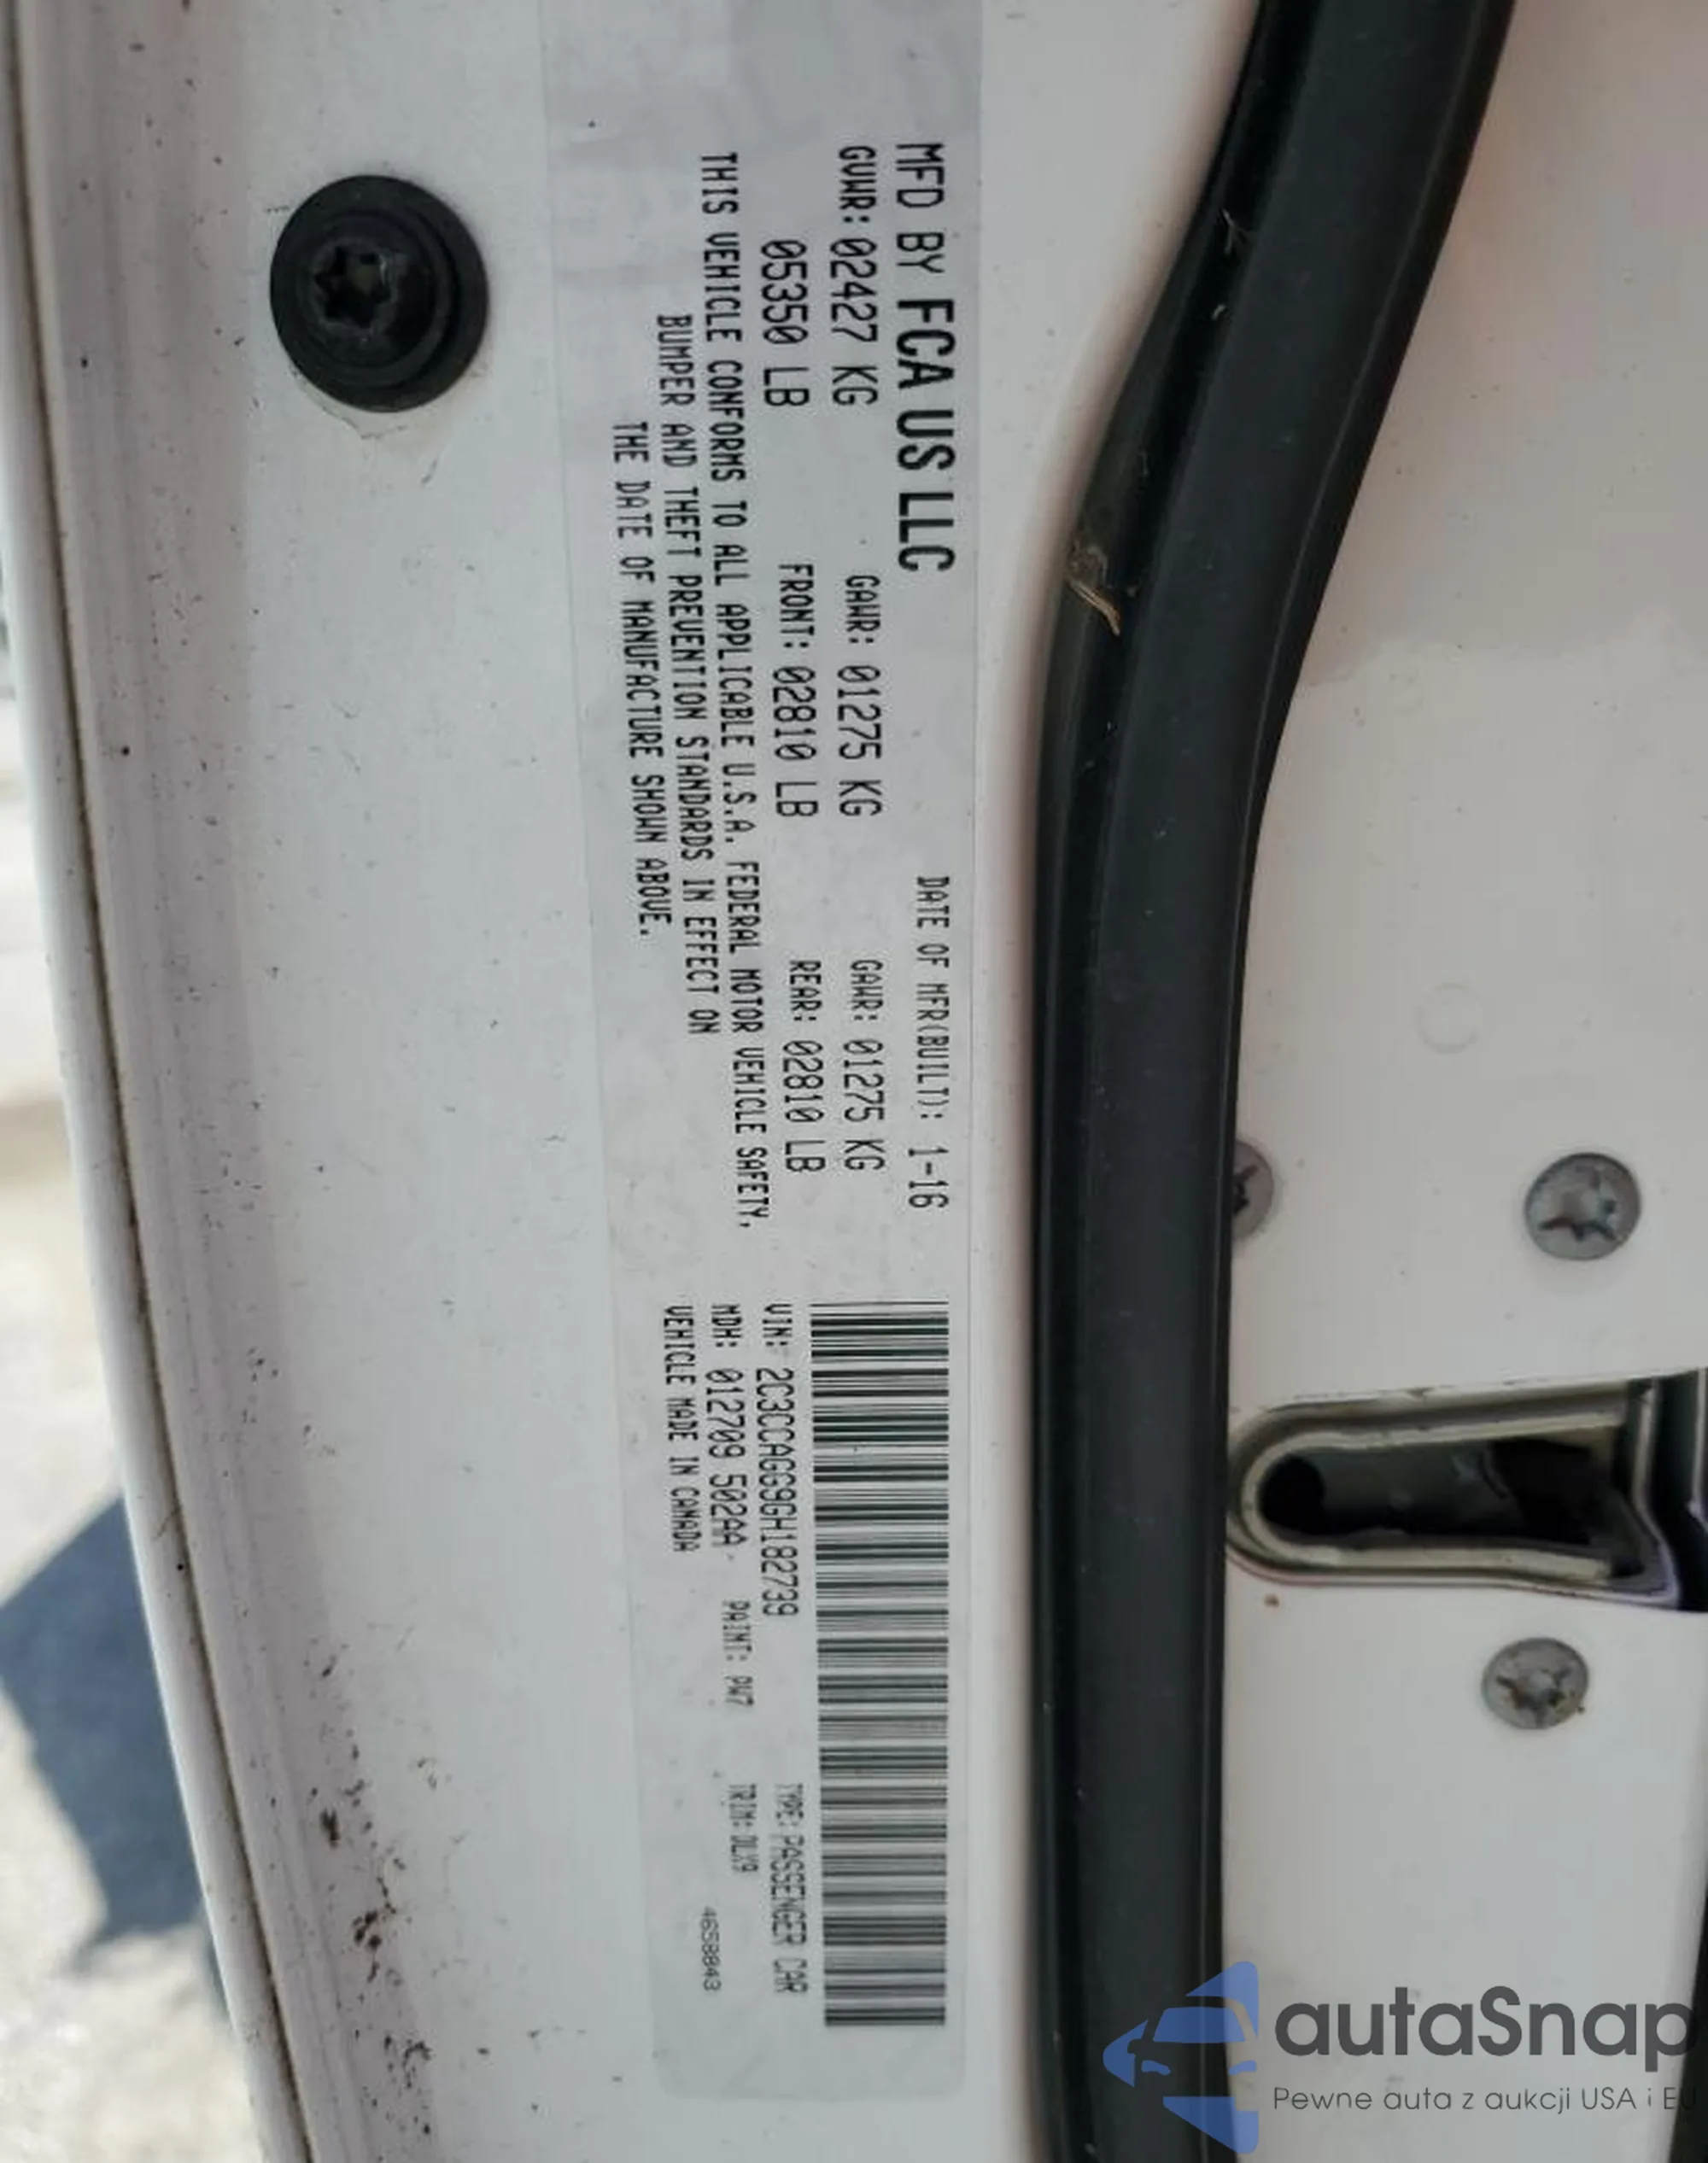 MFD BY FCA US LLC
DATE OF MFR(BUILT): 1-16
GVWR: 02427 KG
GAWR: 01275 KG
GAWR: 01275 KG
05350 LB
FRONT: 02810 LB
REAR: 02810 LB
THIS VEHICLE CONFORMS TO ALL APPLICABLE U.S.A. FEDERAL MOTOR VEHICLE SAFETY,
BUMPER AND THEFT PREVENTION STANDARDS IN EFFECT ON
THE DATE OF MANUFACTURE SHOWN ABOVE.
VIN: 2C3CCAGG9GH182739
TYPE: PASSENGER CAR
MDH: 012709 502AA
PAINT: PW7
TRIM: DLX9
VEHICLE MADE IN CANADA
4658843
autaSnap
Pewne auta z aukcji USA i EU